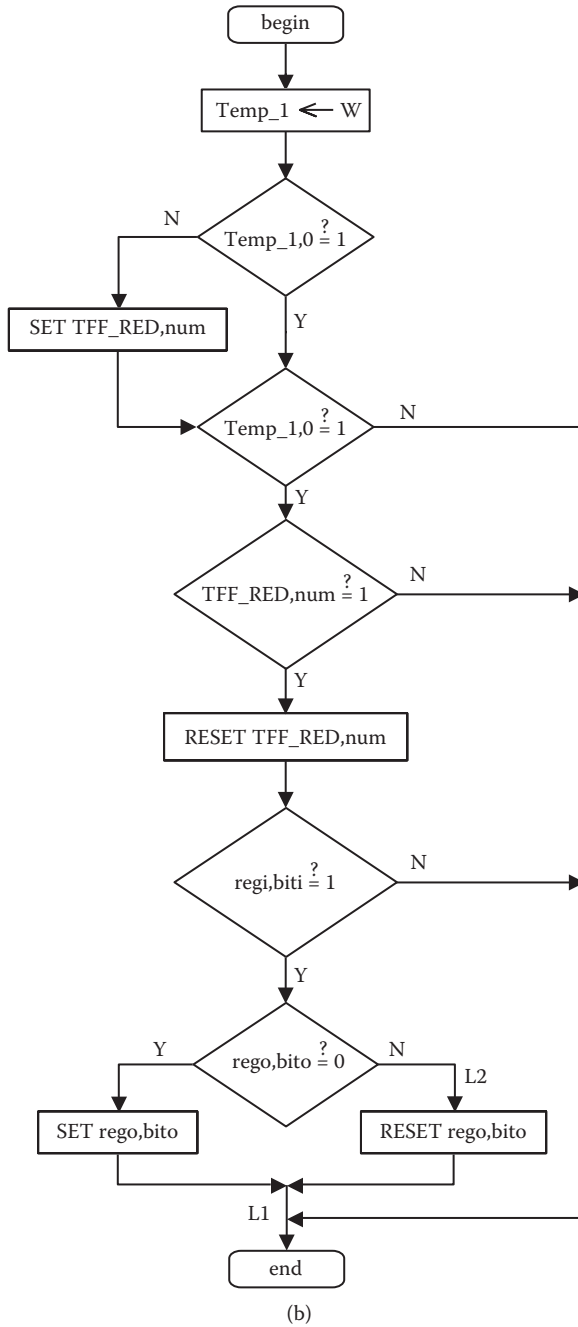 begin
Temp_1 ← W
N
Temp_1,0 ?= 1
SET TFF_RED,num
Y
Temp_1,0 ?= 1
N
Y
TFF_RED,num ?= 1
N
Y
RESET TFF_RED,num
regi,biti ?= 1
N
Y
Y
rego,bito ?= 0
N
L2
SET rego,bito
RESET rego,bito
L1
end
(b)